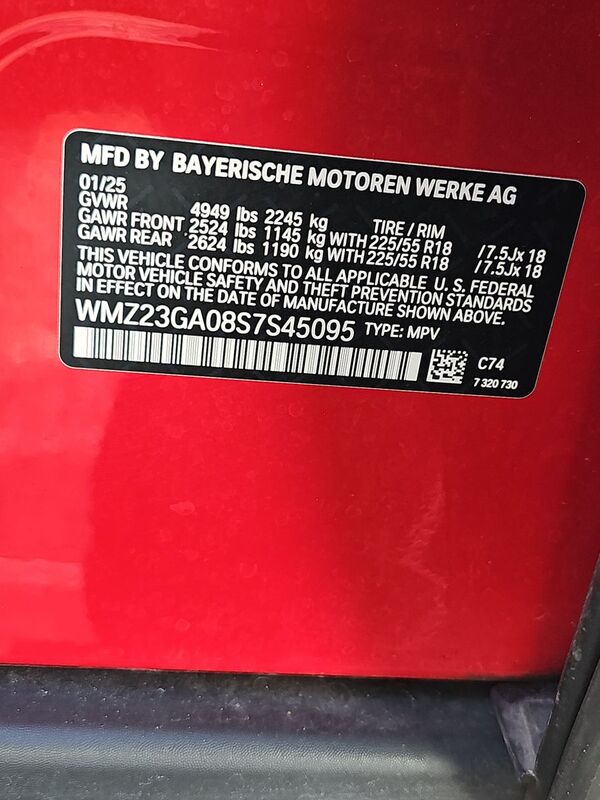 MFD BY BAYERISCHE MOTOREN WERKE AG
01/25
GVWR 4949 lbs 2245 kg TIRE / RIM
GAWR FRONT 2524 lbs 1145 kg WITH 225/55 R18 /7.5Jx 18
GAWR REAR 2624 lbs 1190 kg WITH 225/55 R18 /7.5Jx 18
THIS VEHICLE CONFORMS TO ALL APPLICABLE U. S. FEDERAL
MOTOR VEHICLE SAFETY AND THEFT PREVENTION STANDARDS
IN EFFECT ON THE DATE OF MANUFACTURE SHOWN ABOVE.
WMZ23GA08S7S45095 TYPE: MPV
C74
7 320 730